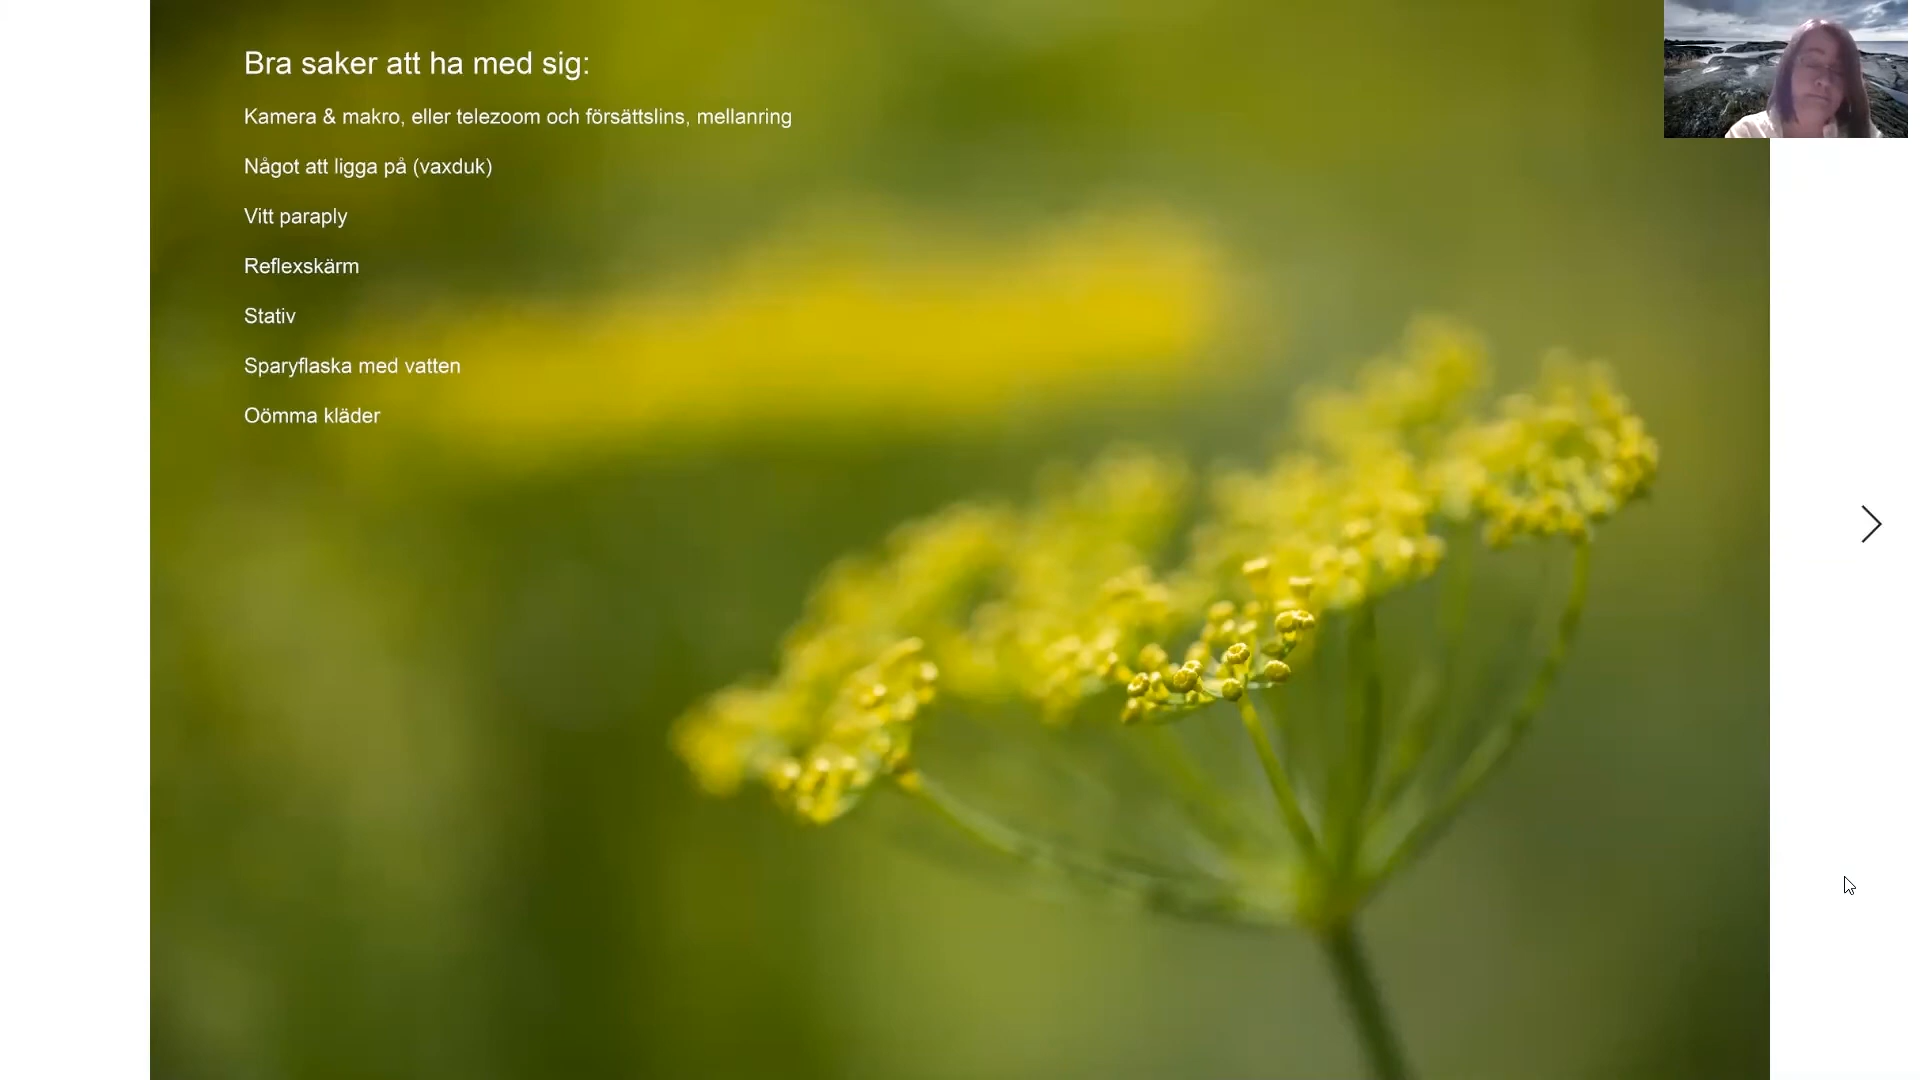 Bra saker att ha med sig:
Kamera & makro, eller telezoom och försättslins, mellanring
Något att ligga på (vaxduk)
Vitt paraply
Reflexskärm
Stativ
Sparyflaska med vatten
Oömma kläder